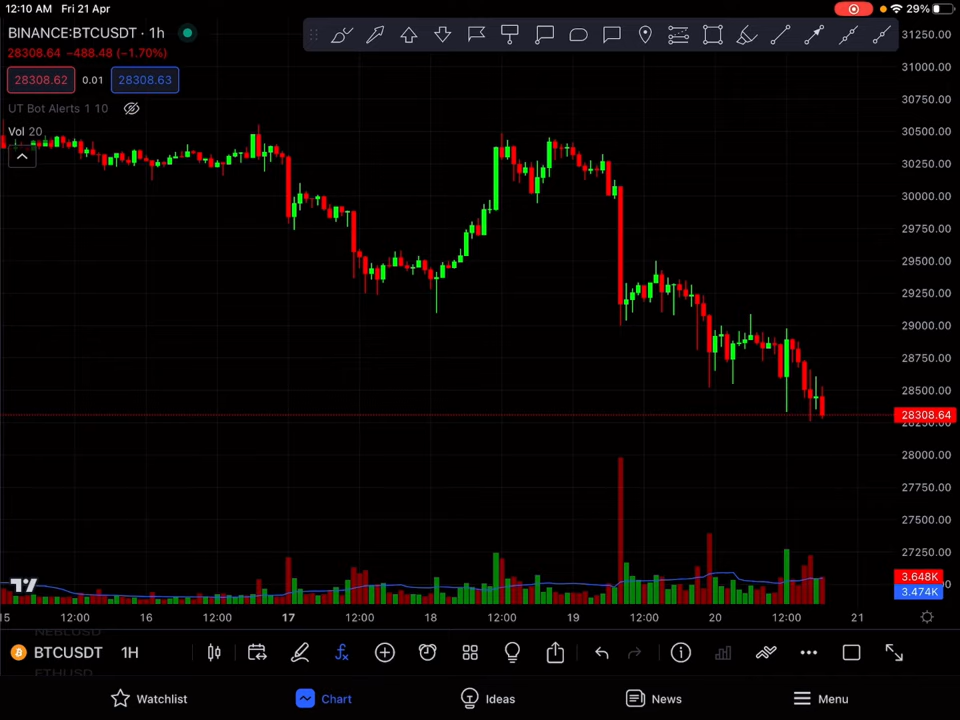 12:10 AM Fri 21 Apr
29%
BINANCE:BTCUSDT · 1h
28308.64 −488.48 (−1.70%)
28308.62 0.01 28308.63
UT Bot Alerts 1 10
Vol 20
31250.00
31000.00
30750.00
30500.00
30250.00
30000.00
29750.00
29500.00
29250.00
29000.00
28750.00
28500.00
28308.64
28000.00
27750.00
27500.00
27250.00
3.648K
3.474K
12:00 16 12:00 17 12:00 18 12:00 19 12:00 20 12:00 21
NEBLUSD
BTCUSDT 1H
ETHUSD
Watchlist Chart Ideas News Menu